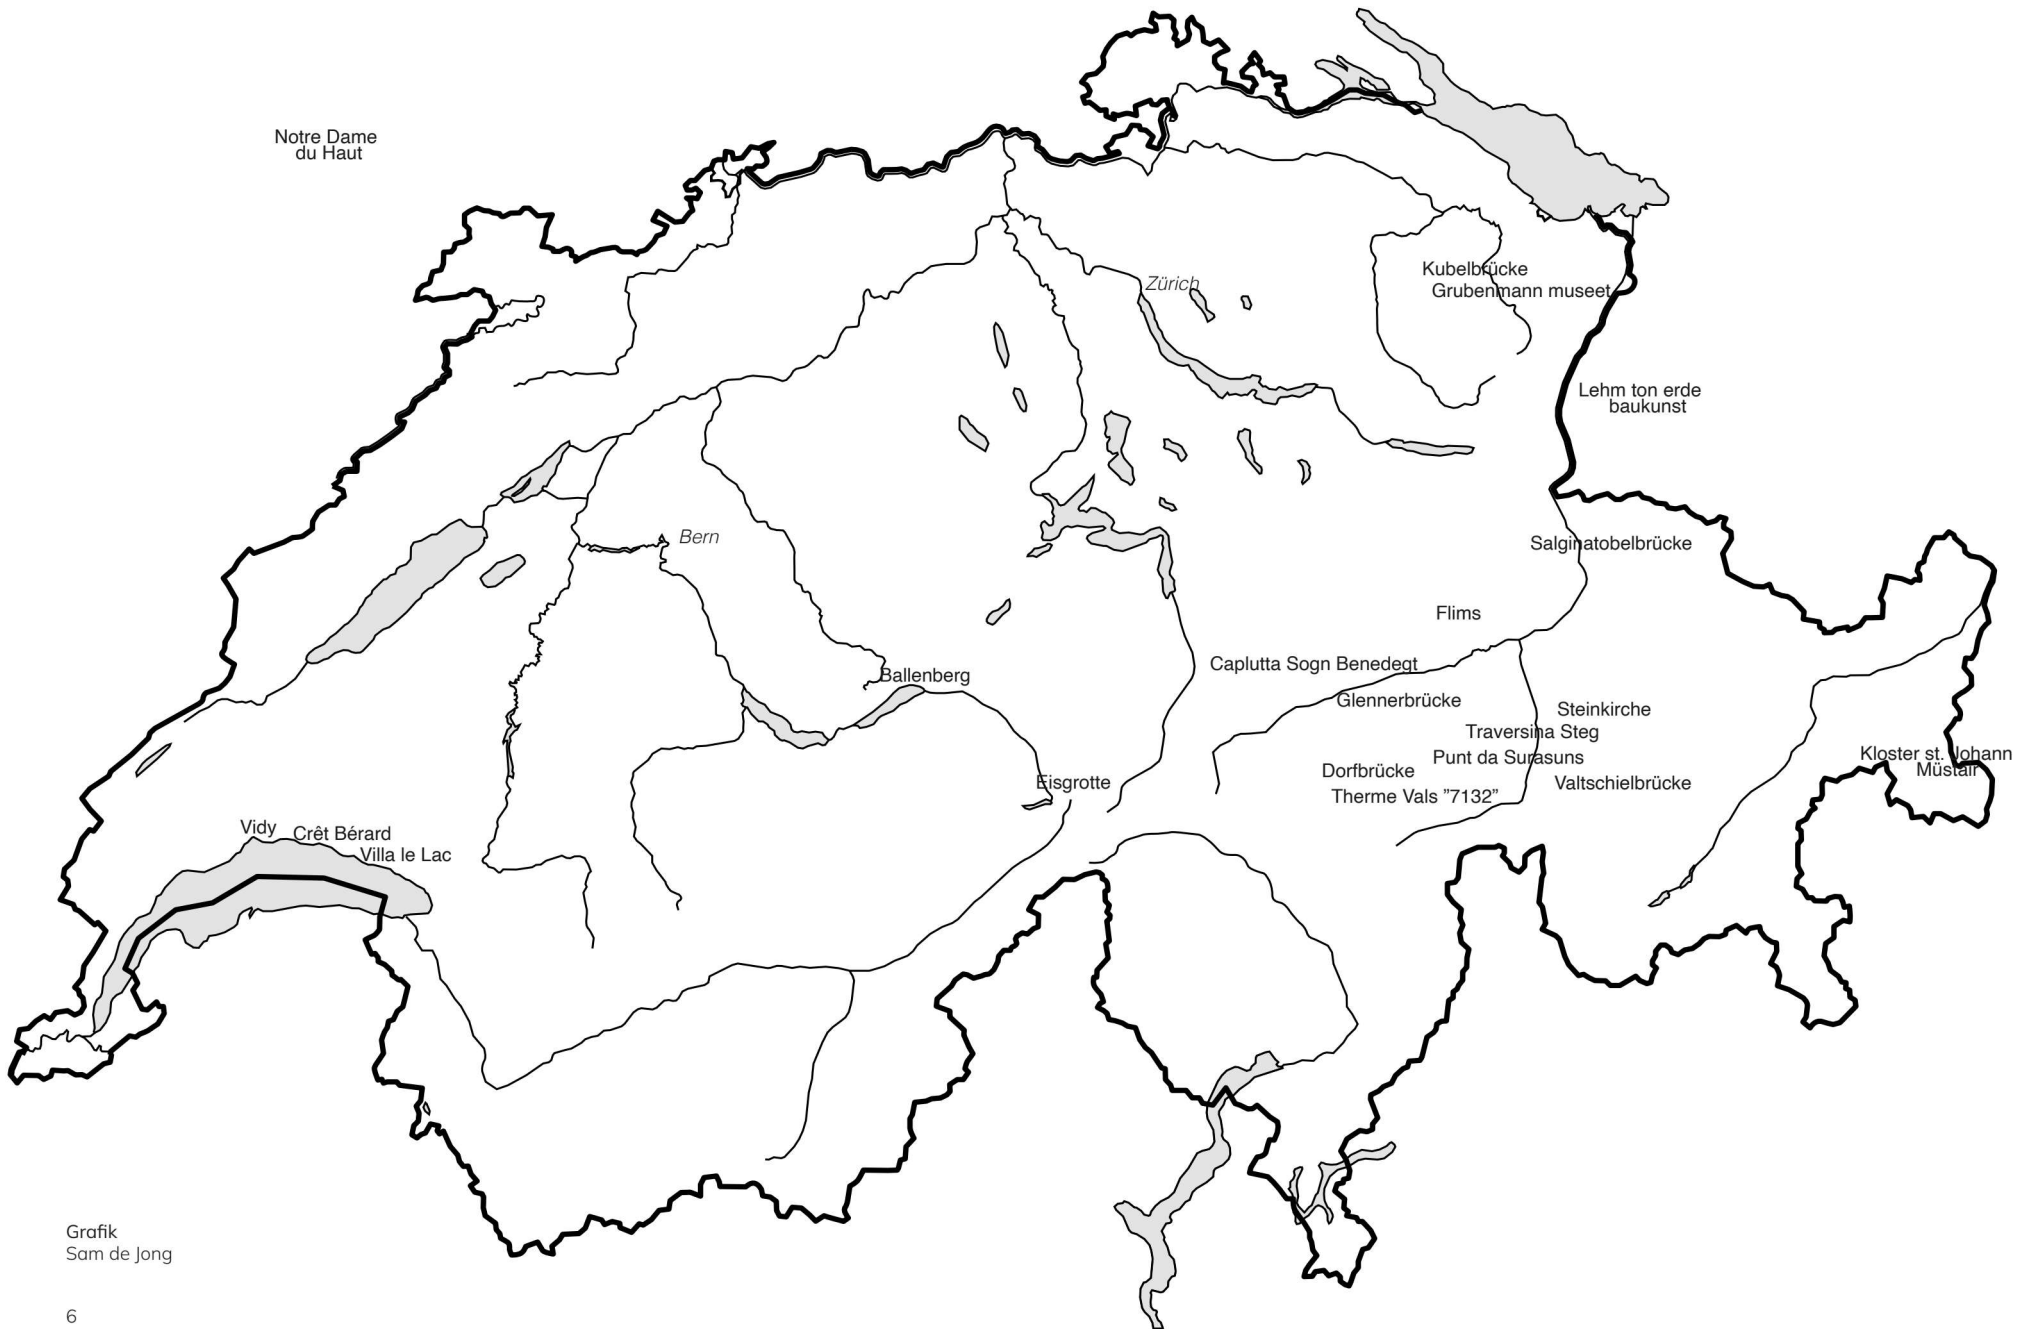 Notre Dame
du Haut
Kubelbrücke
Zürich
Grubenmann museet
Lehm ton erde
baukunst
Bern
Salginatobelbrücke
Flims
Caplutta Sogn Benedegt
Ballenberg
Glennerbrücke
Steinkirche
Traversina Steg
Punt da Surasuns
Kloster st. Johann
Müstair
Dorfbrücke
Eisgrotte
Valtschielbrücke
Therme Vals ”7132”
Vidy
Crêt Bérard
Villa le Lac
Grafik
Sam de Jong
6